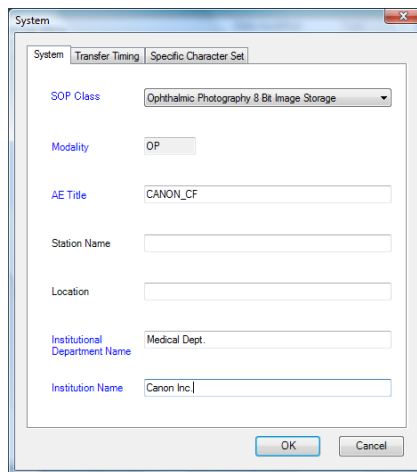 System
System Transfer Timing Specific Character Set
SOP Class Ophthalmic Photography 8 Bit Image Storage
Modality OP
AE Title CANON_CF
Station Name
Location
Institutional Medical Dept.
Department Name
Institution Name Canon Inc.
OK Cancel